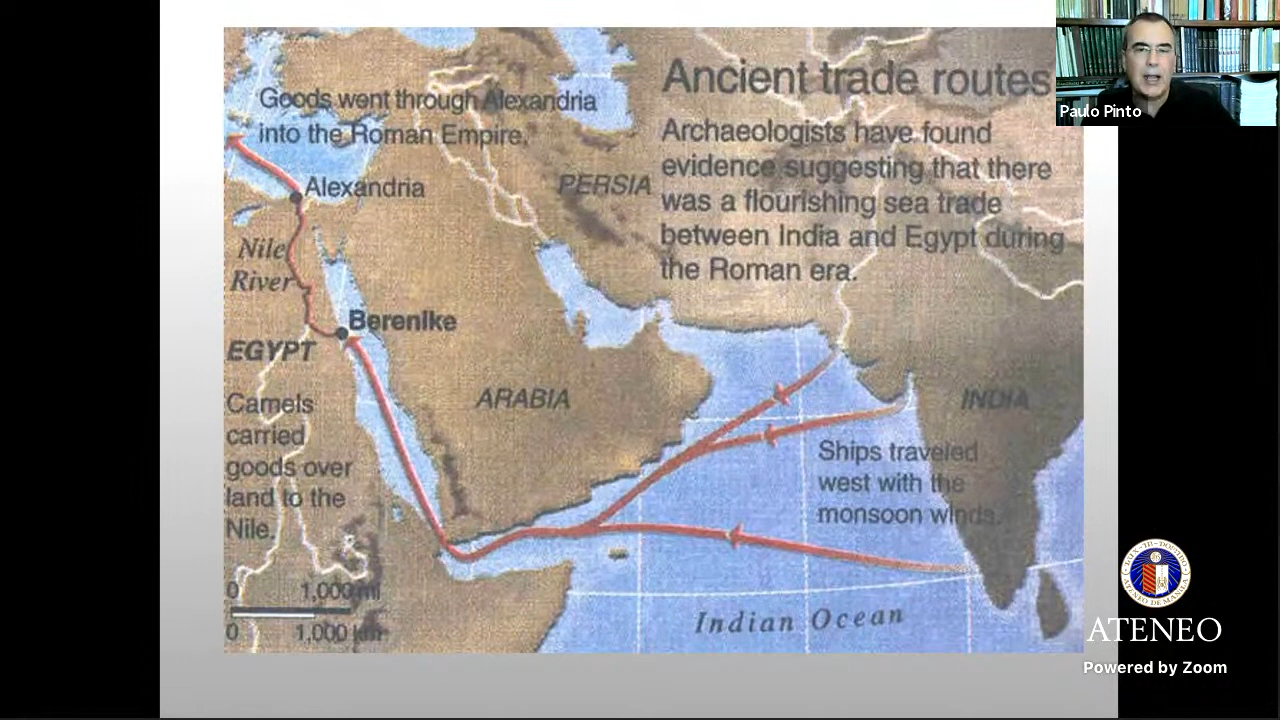 Ancient trade routes
Archaeologists have found
evidence suggesting that there
was a flourishing sea trade
between India and Egypt during
the Roman era.
Goods went through Alexandria
into the Roman Empire.
Alexandria
PERSIA
Nile
River
Berenike
EGYPT
Camels
carried
goods over
land to the
Nile.
ARABIA
INDIA
Ships traveled
west with the
monsoon winds.
Indian Ocean
0 1,000 mi
0 1,000 km
Paulo Pinto
ATENEO
Powered by Zoom